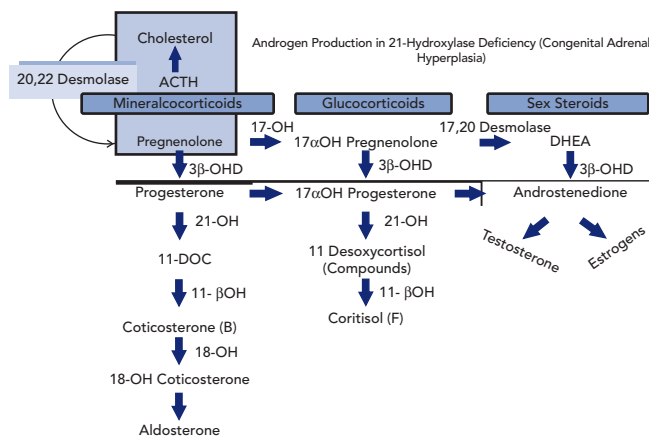 Cholesterol
Androgen Production in 21-Hydroxylase Deficiency (Congenital Adrenal
Hyperplasia)
20,22 Desmolase
ACTH
Mineralcorticoids
Glucocorticoids
Sex Steroids
Pregnenolone
17-OH
17αOH Pregnenolone
17,20 Desmolase
DHEA
3β-OHD
3β-OHD
3β-OHD
Progesterone
17αOH Progesterone
Androstenedione
21-OH
21-OH
Testosterone
Estrogens
11-DOC
11 Desoxycortisol
(Compounds)
11- βOH
11- βOH
Coticosterone (B)
Coritisol (F)
18-OH
18-OH Coticosterone
Aldosterone